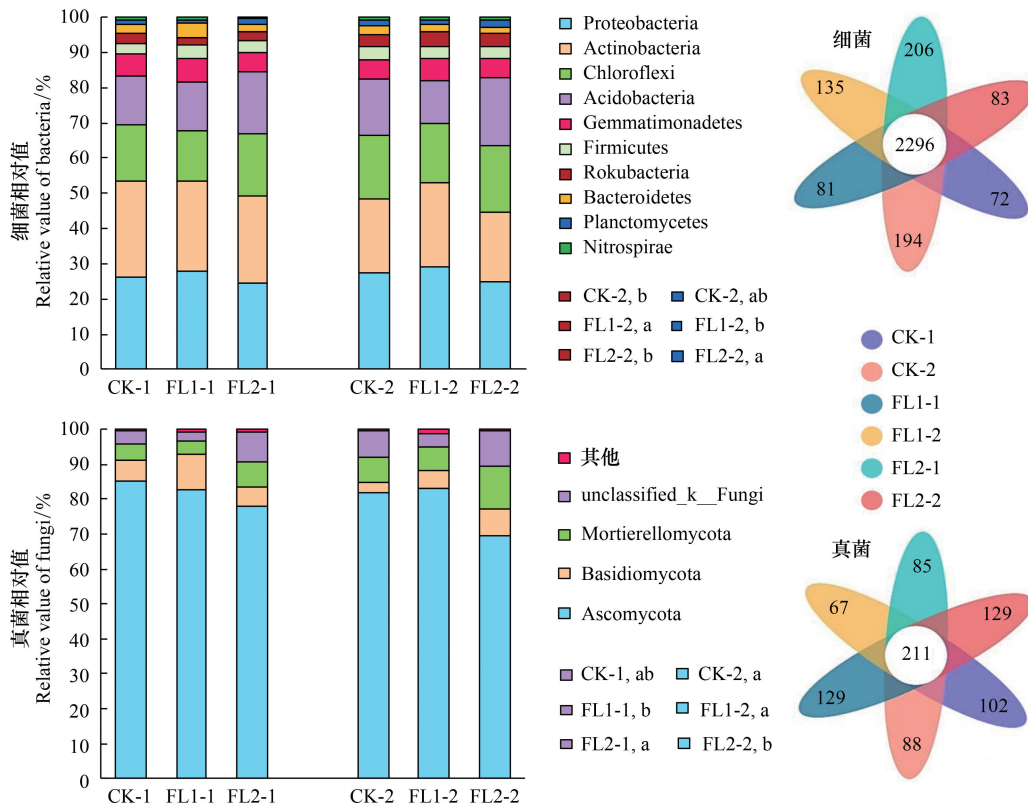 细菌相对值
Relative value of bacteria/%
100
90
80
70
60
50
40
30
20
10
0
CK-1
FL1-1
FL2-1
CK-2
FL1-2
FL2-2
Proteobacteria
Actinobacteria
Chloroflexi
Acidobacteria
Gemmatimonadetes
Firmicutes
Rokubacteria
Bacteroidetes
Planctomycetes
Nitrospirae
CK-2, b
CK-2, ab
FL1-2, a
FL1-2, b
FL2-2, b
FL2-2, a
细菌
206
135
83
2296
81
72
194
CK-1
CK-2
FL1-1
FL1-2
FL2-1
FL2-2
真菌相对值
Relative value of fungi/%
100
90
80
70
60
50
40
30
20
10
0
CK-1
FL1-1
FL2-1
CK-2
FL1-2
FL2-2
其他
unclassified_k__Fungi
Mortierellomycota
Basidiomycota
Ascomycota
CK-1, ab
CK-2, a
FL1-1, b
FL1-2, a
FL2-1, a
FL2-2, b
真菌
85
67
129
211
129
102
88